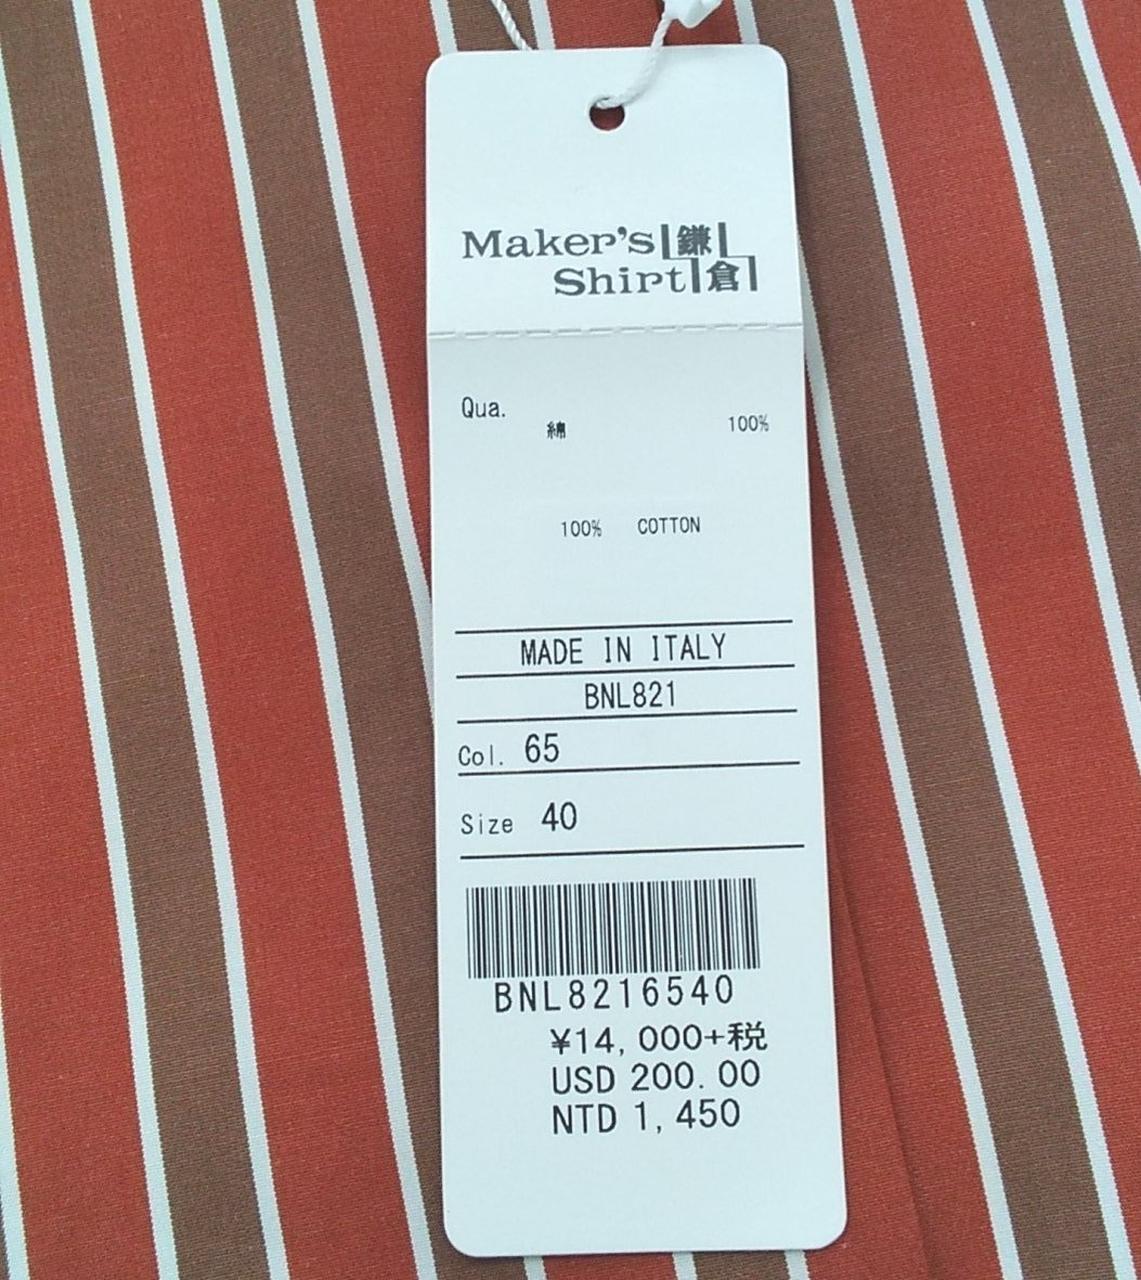 Maker's 鎌
Shirt 倉
Qua.
綿 100%
100% COTTON
MADE IN ITALY
BNL821
Col. 65
Size 40
BNL8216540
¥14,000+税
USD 200.00
NTD 1,450